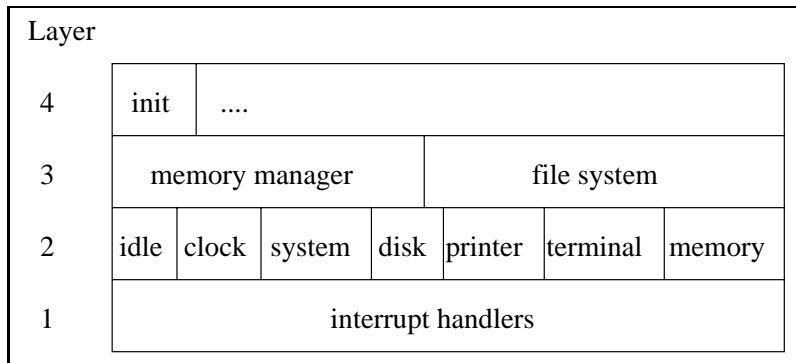 Layer
4 init ....
3 memory manager file system
2 idle clock system disk printer terminal memory
1 interrupt handlers